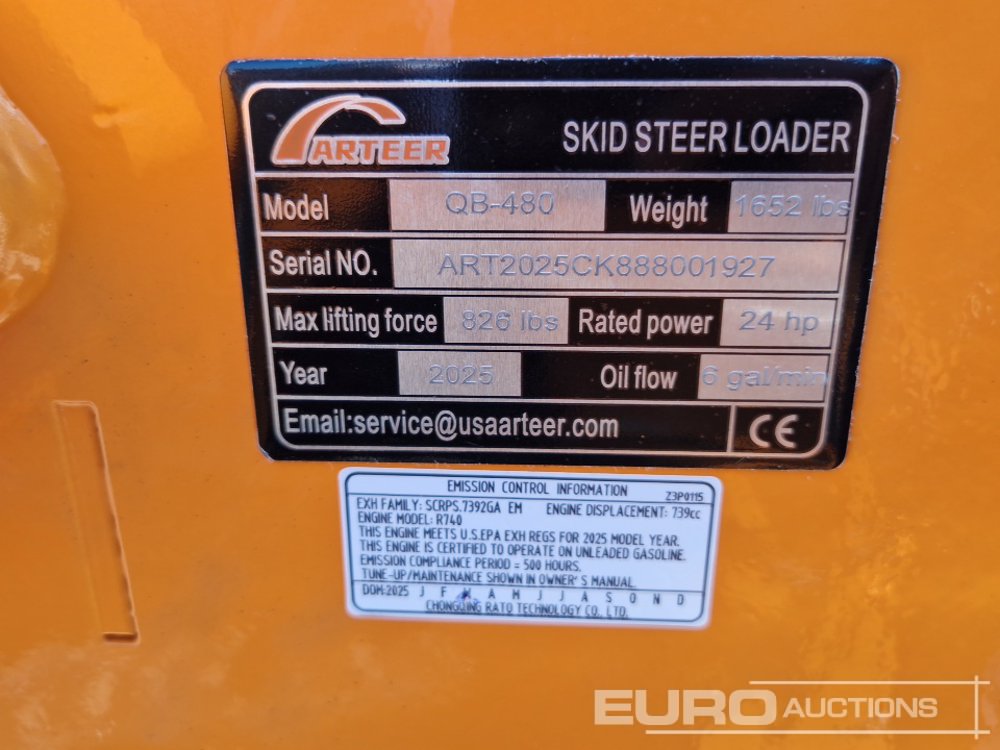 ARTEER
SKID STEER LOADER
Model QB-480 Weight 1652 lbs
Serial NO. ART2025CK888001927
Max lifting force 826 lbs Rated power 24 hp
Year 2025 Oil flow 6 gal/min
Email:service@usaarteer.com CE
EMISSION CONTROL INFORMATION Z3P0115
EXH FAMILY: SCRPS.7392GA EM ENGINE DISPLACEMENT: 739cc
ENGINE MODEL: R740
THIS ENGINE MEETS U.S.EPA EXH REGS FOR 2025 MODEL YEAR.
THIS ENGINE IS CERTIFIED TO OPERATE ON UNLEADED GASOLINE.
EMISSION COMPLIANCE PERIOD = 500 HOURS.
TUNE-UP/MAINTENANCE SHOWN IN OWNER'S MANUAL
DOM:2025 J F M A M J J A S O N D
CHONGQING RATO TECHNOLOGY CO., LTD.
EURO AUCTIONS